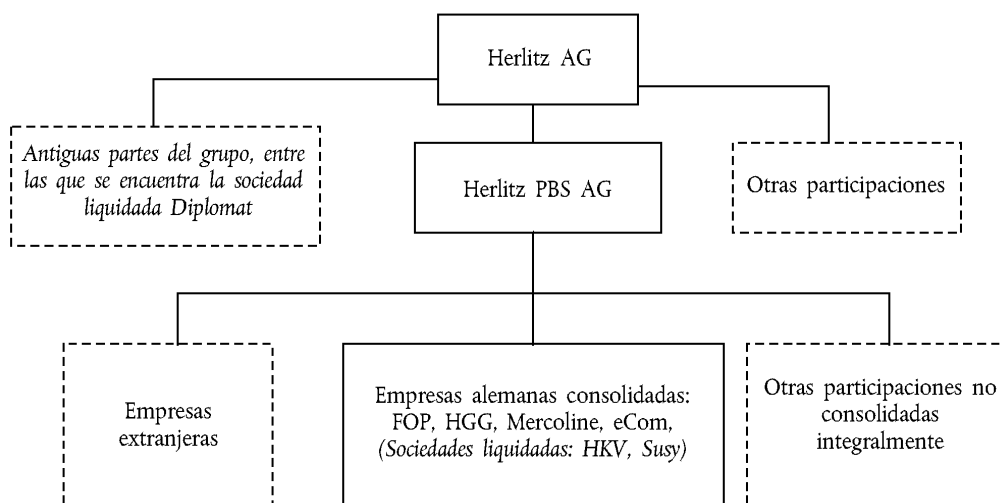 Herlitz AG
Antiguas partes del grupo, entre
las que se encuentra la sociedad
liquidada Diplomat
Herlitz PBS AG
Otras participaciones
Empresas
extranjeras
Empresas alemanas consolidadas:
FOP, HGG, Mercoline, eCom,
(Sociedades liquidadas: HKV, Susy)
Otras participaciones no
consolidadas
integralmente